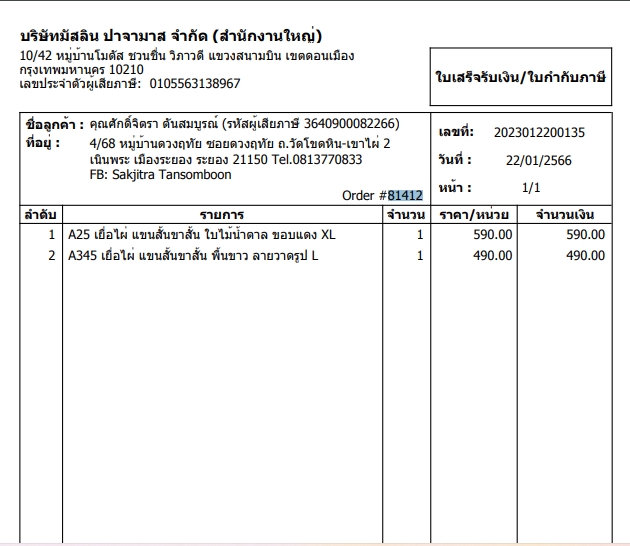 บริษัทมัสลิน ปาจามาส จำกัด (สำนักงานใหญ่)
10/42 หมู่บ้านโมดัส ชวนชื่น วิภาวดี แขวงสนามบิน เขตดอนเมือง
กรุงเทพมหานคร 10210
เลขประจำตัวผู้เสียภาษี: 0105563138967
ใบเสร็จรับเงิน/ใบกำกับภาษี
ชื่อลูกค้า : คุณศักดิ์จิตรา ตันสมบูรณ์ (รหัสผู้เสียภาษี 3640900082266)
ที่อยู่ : 4/68 หมู่บ้านดวงฤทัย ซอยดวงฤทัย ถ.วัดโขดหิน-เขาไผ่ 2
เนินพระ เมืองระยอง ระยอง 21150 Tel.0813770833
FB: Sakjitra Tansomboon
Order #81412
เลขที่: 2023012200135
วันที่ : 22/01/2566
หน้า : 1/1
ลำดับ รายการ จำนวน ราคา/หน่วย จำนวนเงิน
1 A25 เยื่อไผ่ แขนสั้นขาสั้น ใบไม้น้ำตาล ขอบแดง XL 1 590.00 590.00
2 A345 เยื่อไผ่ แขนสั้นขาสั้น พื้นขาว ลายวาดรูป L 1 490.00 490.00